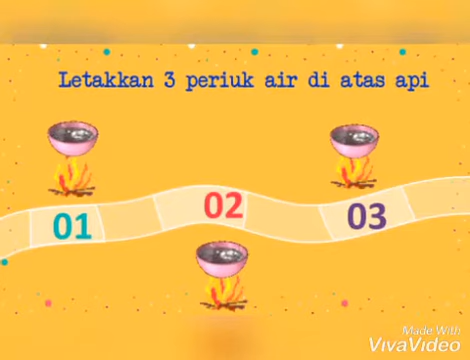 Letakkan 3 periuk air di atas api
01
02
03
Made With
VivaVideo